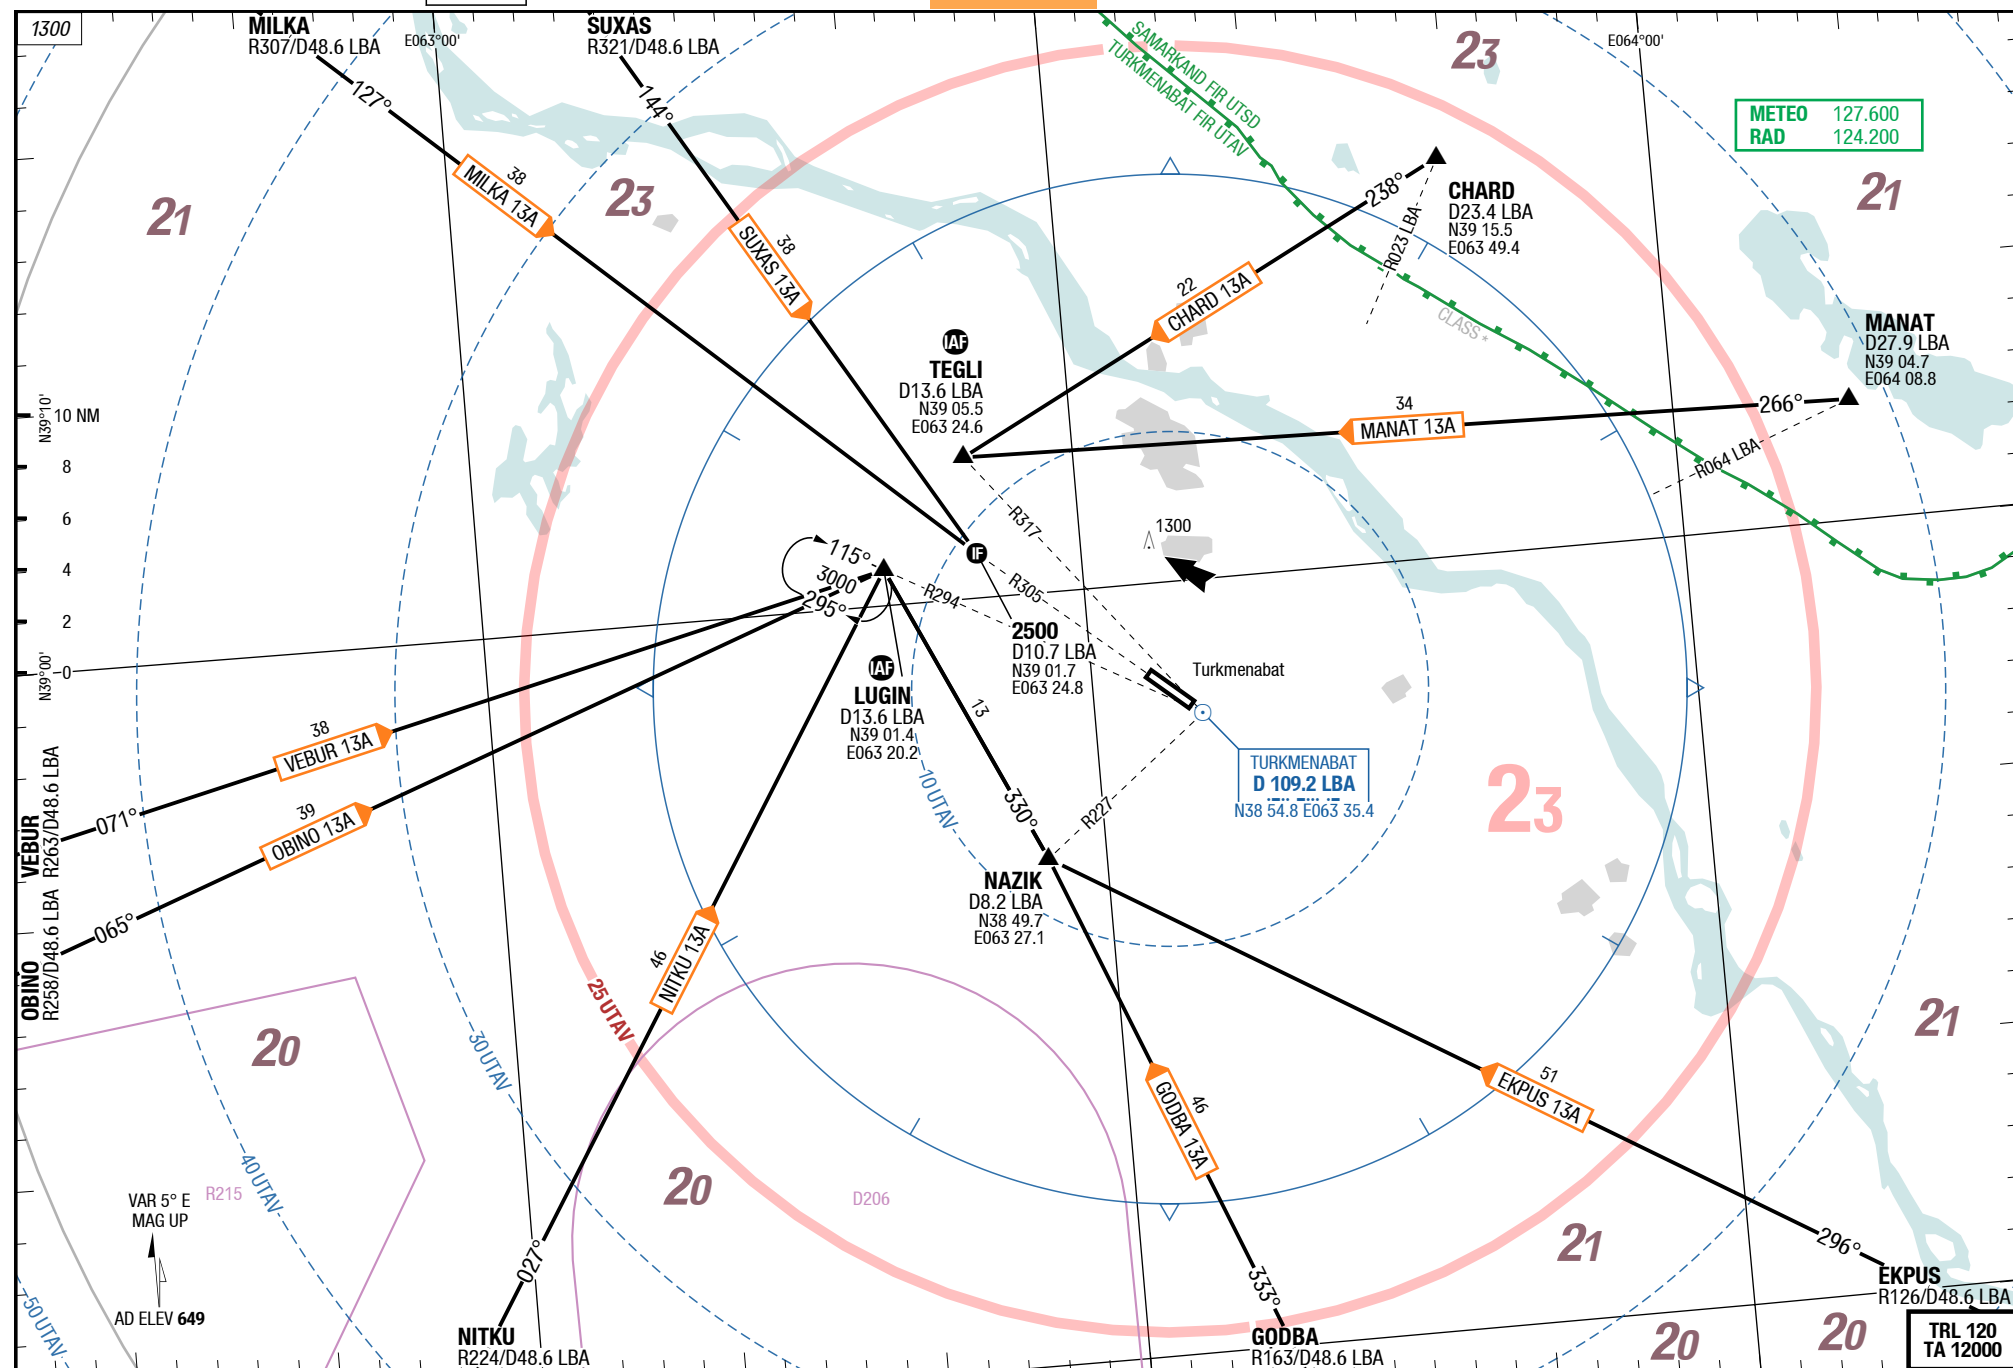 1300
MILKA
R307/D48.6 LBA
E063°00'
SUXAS
R321/D48.6 LBA
SAMARKAND FIR UTSD
TURKMENABAT FIR UTAV
23
E064°00'
METEO 127.600
RAD 124.200
127°
144°
38
MILKA 13A
38
SUXAS 13A
21
23
238°
CHARD
D23.4 LBA
N39 15.5
E063 49.4
R023 LBA
21
22
CHARD 13A
CLASS *
IAF
TEGLI
D13.6 LBA
N39 05.5
E063 24.6
MANAT
D27.9 LBA
N39 04.7
E064 08.8
34
MANAT 13A
266°
R064 LBA
N39°10'
10 NM
8
6
4
2
0
N39°00'
115°
3000
295°
IF
R317
R305
R294
1300
2500
D10.7 LBA
N39 01.7
E063 24.8
Turkmenabat
IAF
LUGIN
D13.6 LBA
N39 01.4
E063 20.2
13
330°
R227
TURKMENABAT
D 109.2 LBA
N38 54.8 E063 35.4
23
38
VEBUR 13A
071°
VEBUR
R263/D48.6 LBA
39
OBINO 13A
065°
OBINO
R258/D48.6 LBA
10 UTAV
NAZIK
D8.2 LBA
N38 49.7
E063 27.1
46
NITKU 13A
25 UTAV
30 UTAV
40 UTAV
50 UTAV
20
21
46
GODBA 13A
51
EKPUS 13A
R215
20
D206
VAR 5° E
MAG UP
AD ELEV 649
027°
333°
21
296°
EKPUS
R126/D48.6 LBA
NITKU
R224/D48.6 LBA
GODBA
R163/D48.6 LBA
20
20
TRL 120
TA 12000